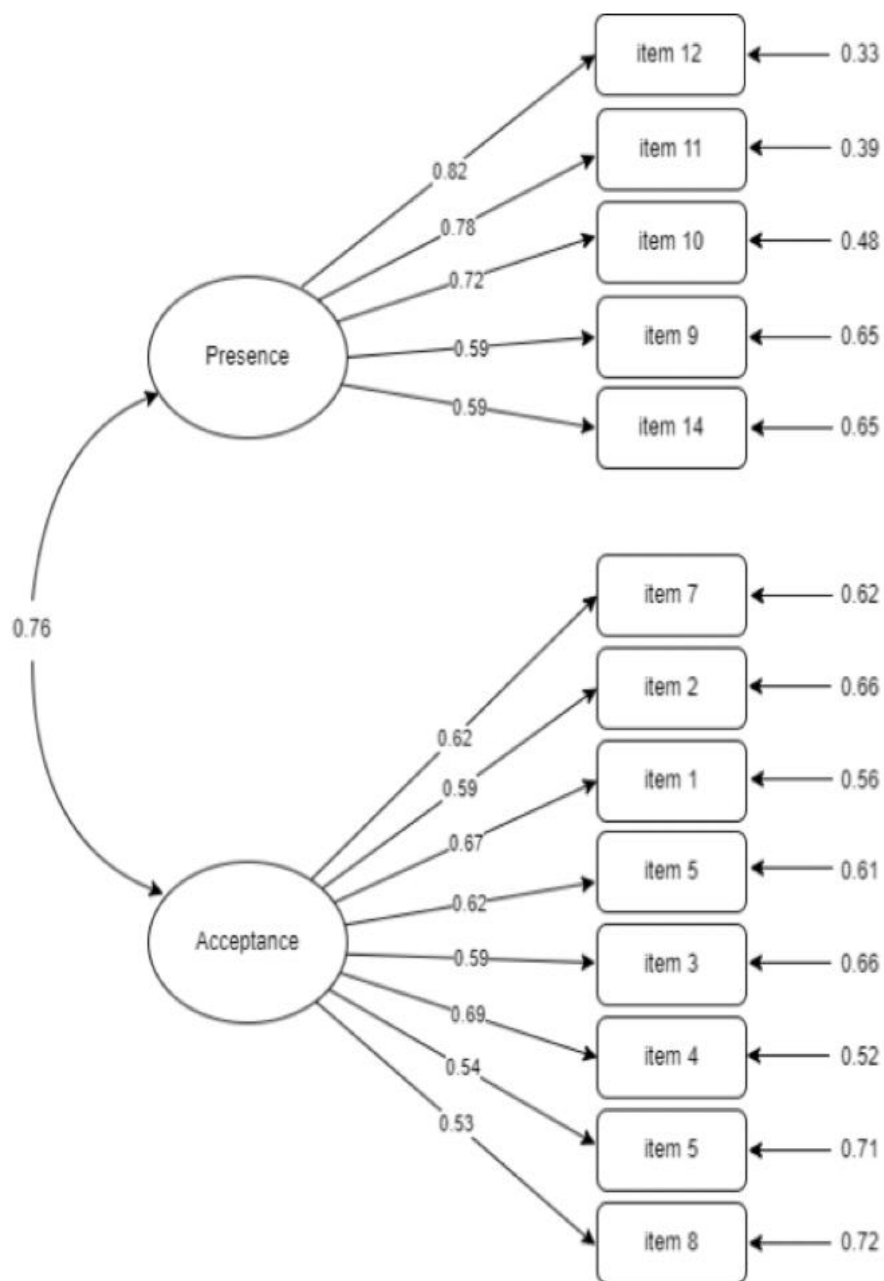 item 12
0.33
0.82
item 11
0.39
0.78
item 10
0.48
0.72
Presence
item 9
0.65
0.59
item 14
0.65
0.59
0.76
item 7
0.62
0.62
item 2
0.66
0.59
item 1
0.56
0.67
item 5
0.61
0.62
Acceptance
item 3
0.66
0.59
item 4
0.52
0.69
item 5
0.71
0.54
item 8
0.72
0.53